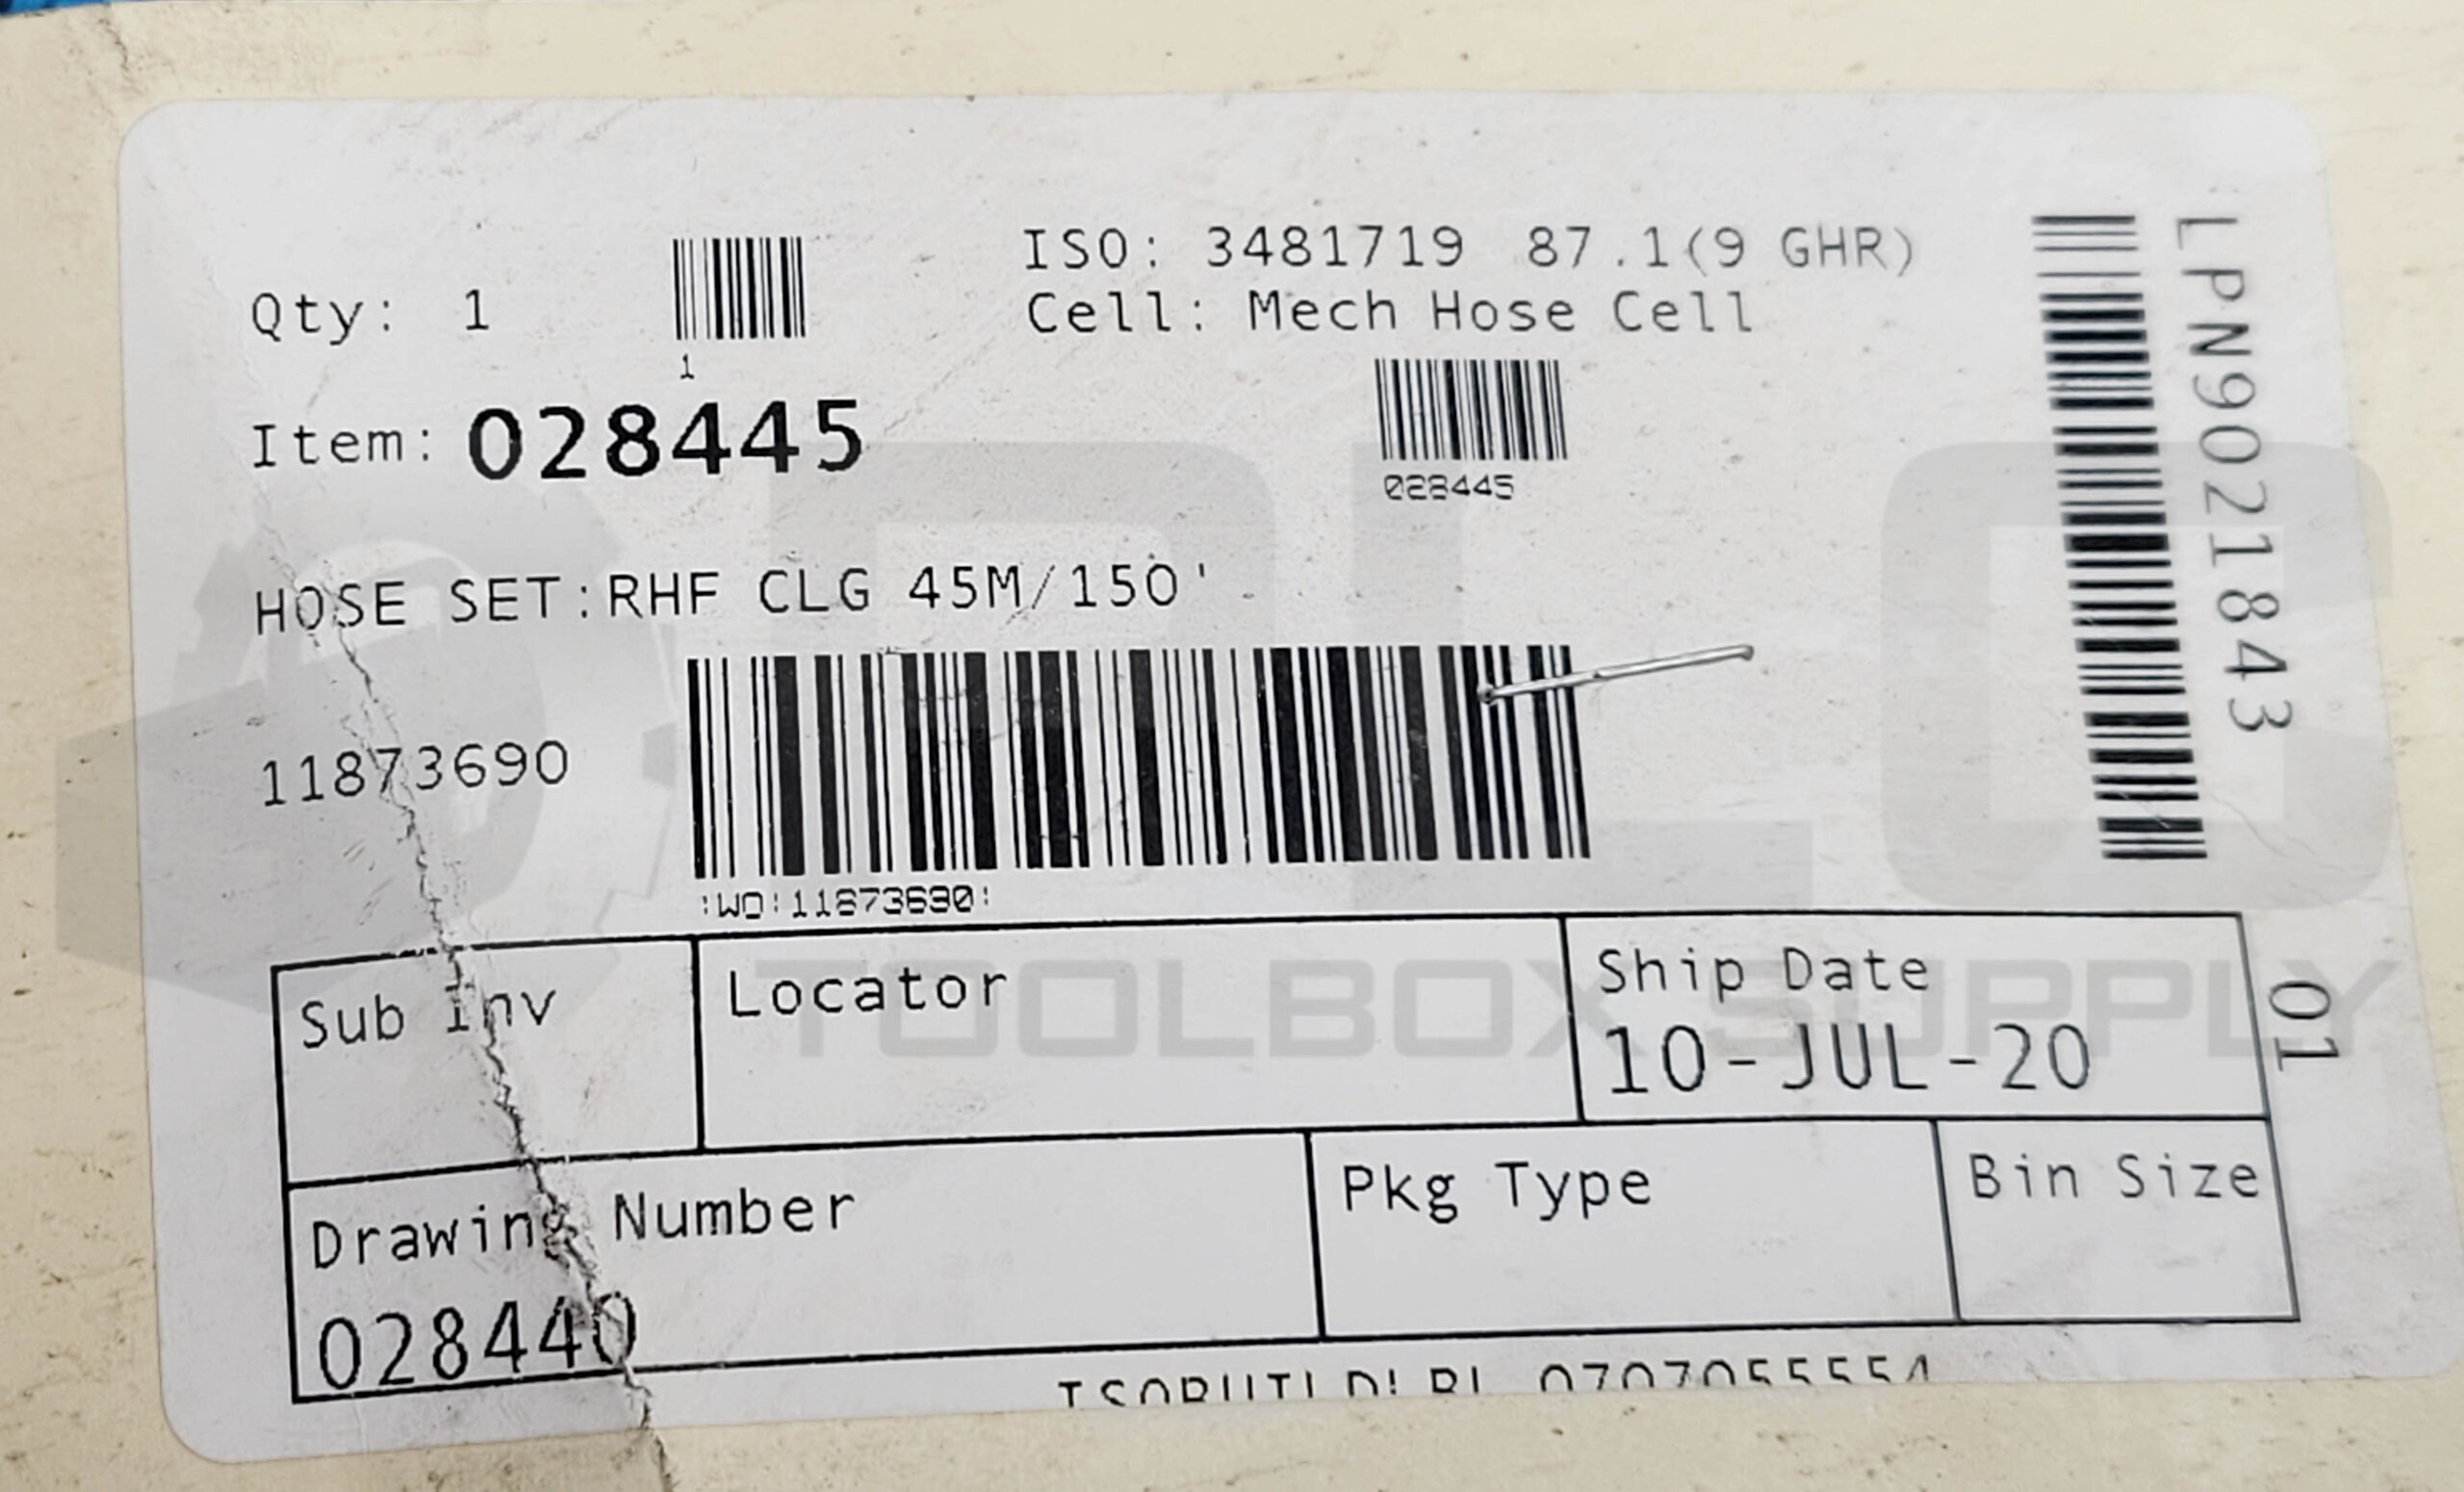 ISO: 3481719 87.1(9 GHR)
Qty: 1
Cell: Mech Hose Cell
1
Item: 028445
028445
HOSE SET:RHF CLG 45M/150'
11873690
:WO:11873690:
LPN9021843
Sub Inv
Locator
Ship Date
10-JUL-20
01
Drawing Number
028440
Pkg Type
Bin Size
TOOLBOX SUPPLY